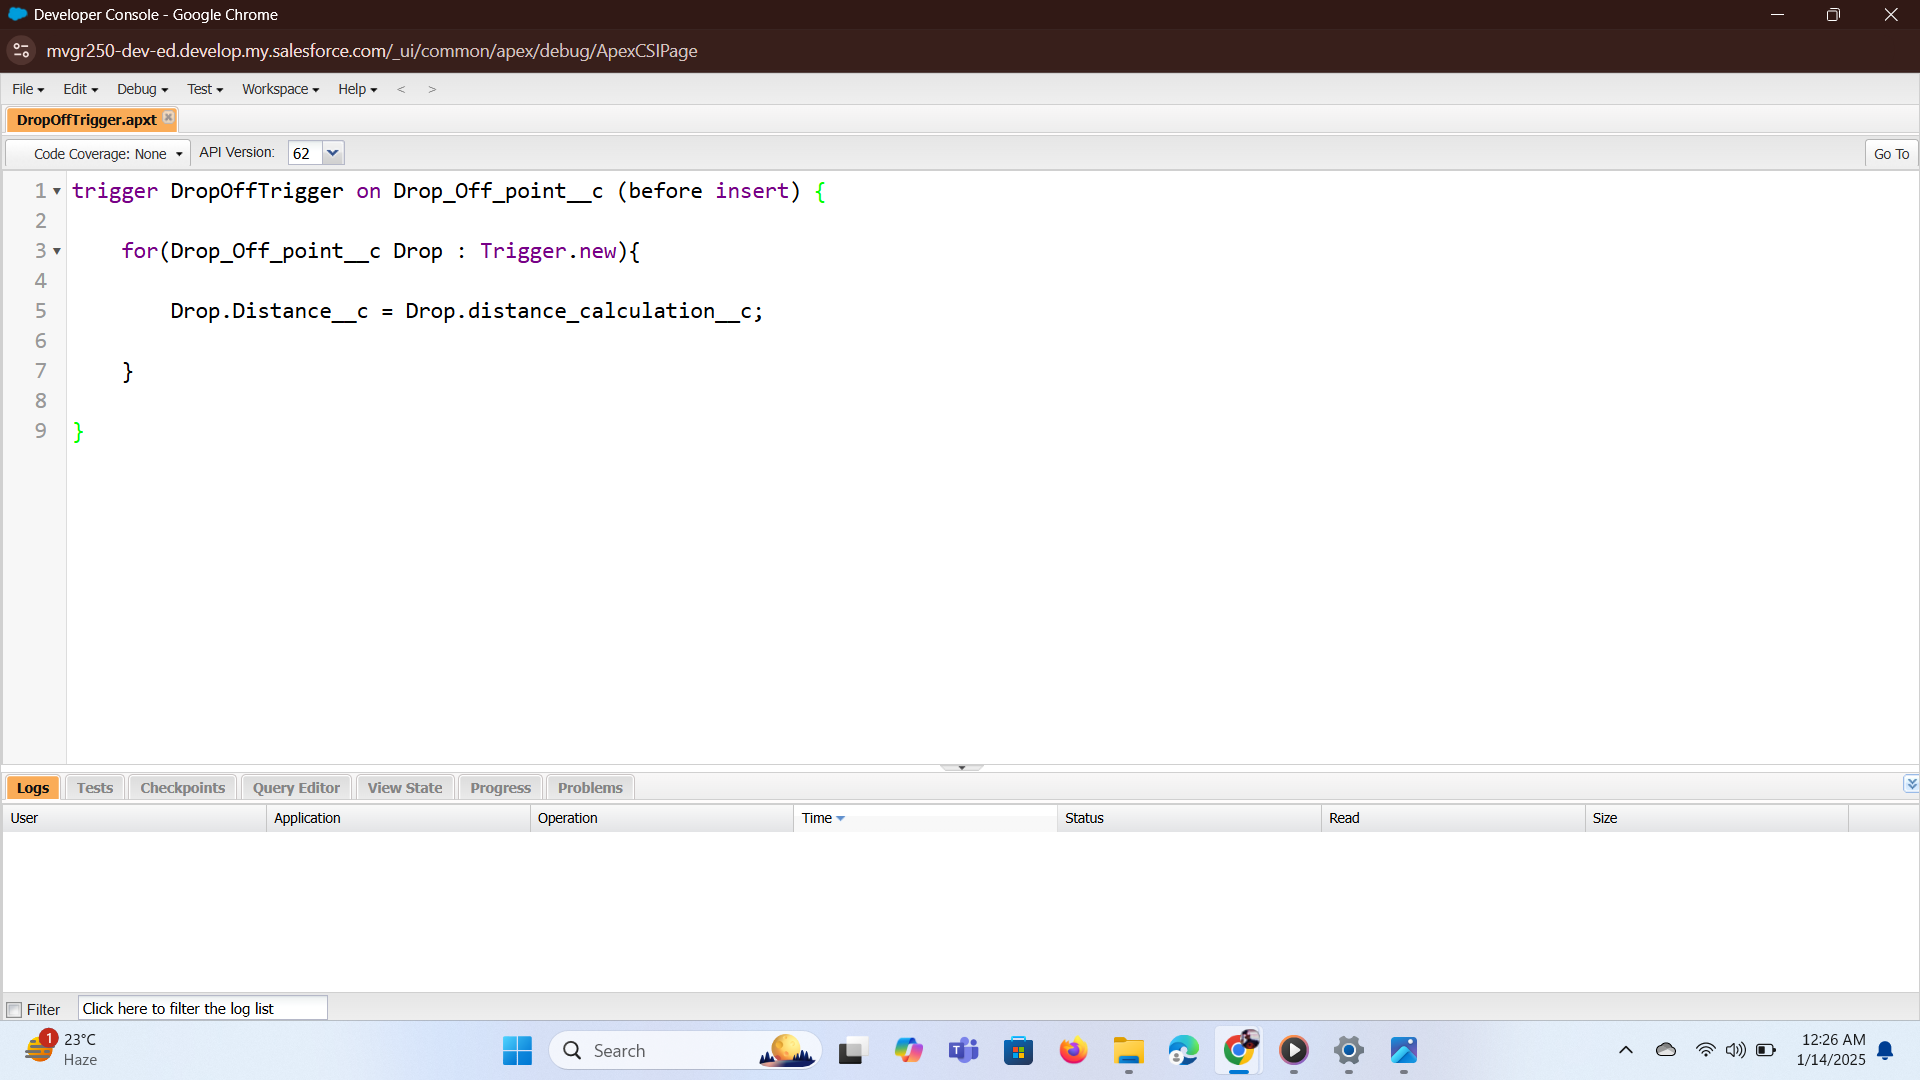 Developer Console - Google Chrome
mvgr250-dev-ed.develop.my.salesforce.com/_ui/common/apex/debug/ApexCSIPage
File Edit Debug Test Workspace Help < >
DropOffTrigger.apxt
Code Coverage: None API Version: 62 Go To
1 trigger DropOffTrigger on Drop_Off_point__c (before insert) {
2
3 for(Drop_Off_point__c Drop : Trigger.new){
4
5 Drop.Distance__c = Drop.distance_calculation__c;
6
7 }
8
9 }
Logs Tests Checkpoints Query Editor View State Progress Problems
User Application Operation Time Status Read Size
Filter Click here to filter the log list
1 23°C
Haze
Search
12:26 AM
1/14/2025